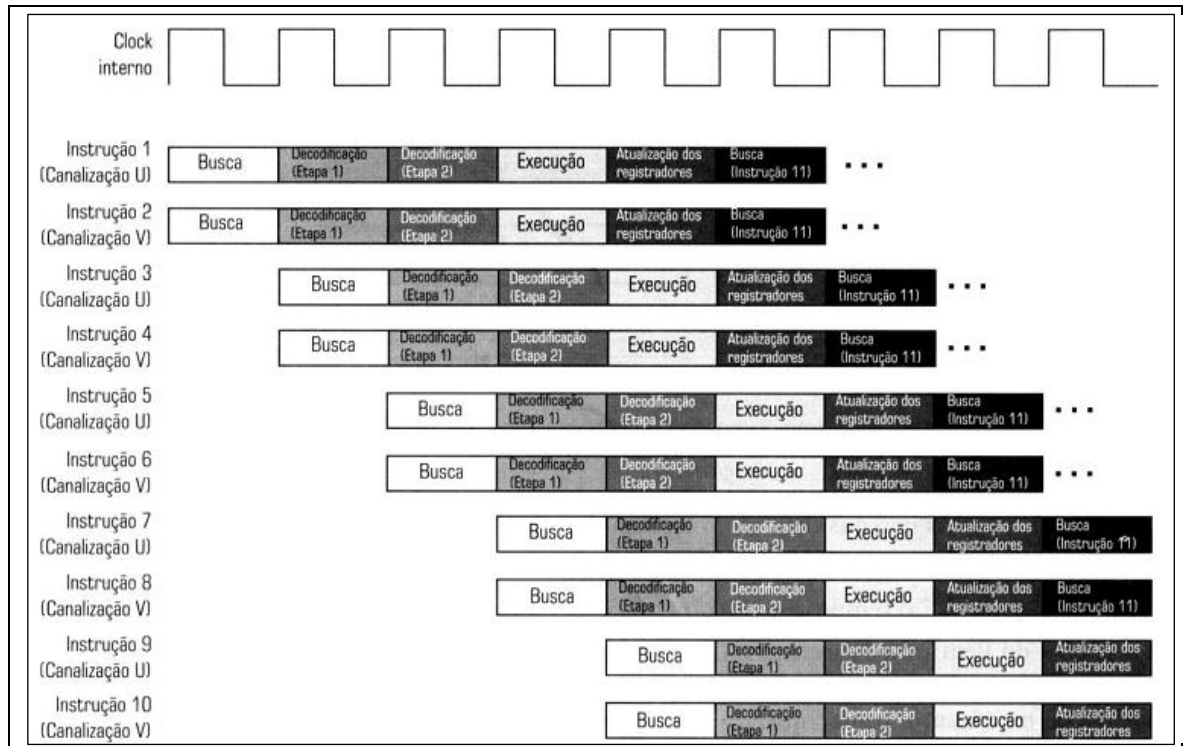 Clock
interno
Instrução 1
(Canalização U)
Busca
Decodificação
(Etapa 1)
Decodificação
(Etapa 2)
Execução
Atualização dos
registradores
Busca
(Instrução 11)
...
Instrução 2
(Canalização V)
Busca
Decodificação
(Etapa 1)
Decodificação
(Etapa 2)
Execução
Atualização dos
registradores
Busca
(Instrução 11)
...
Instrução 3
(Canalização U)
Busca
Decodificação
(Etapa 1)
Decodificação
(Etapa 2)
Execução
Atualização dos
registradores
Busca
(Instrução 11)
...
Instrução 4
(Canalização V)
Busca
Decodificação
(Etapa 1)
Decodificação
(Etapa 2)
Execução
Atualização dos
registradores
Busca
(Instrução 11)
...
Instrução 5
(Canalização U)
Busca
Decodificação
(Etapa 1)
Decodificação
(Etapa 2)
Execução
Atualização dos
registradores
Busca
(Instrução 11)
...
Instrução 6
(Canalização V)
Busca
Decodificação
(Etapa 1)
Decodificação
(Etapa 2)
Execução
Atualização dos
registradores
Busca
(Instrução 11)
...
Instrução 7
(Canalização U)
Busca
Decodificação
(Etapa 1)
Decodificação
(Etapa 2)
Execução
Atualização dos
registradores
Busca
(Instrução 11)
Instrução 8
(Canalização V)
Busca
Decodificação
(Etapa 1)
Decodificação
(Etapa 2)
Execução
Atualização dos
registradores
Busca
(Instrução 11)
Instrução 9
(Canalização U)
Busca
Decodificação
(Etapa 1)
Decodificação
(Etapa 2)
Execução
Atualização dos
registradores
Instrução 10
(Canalização V)
Busca
Decodificação
(Etapa 1)
Decodificação
(Etapa 2)
Execução
Atualização dos
registradores